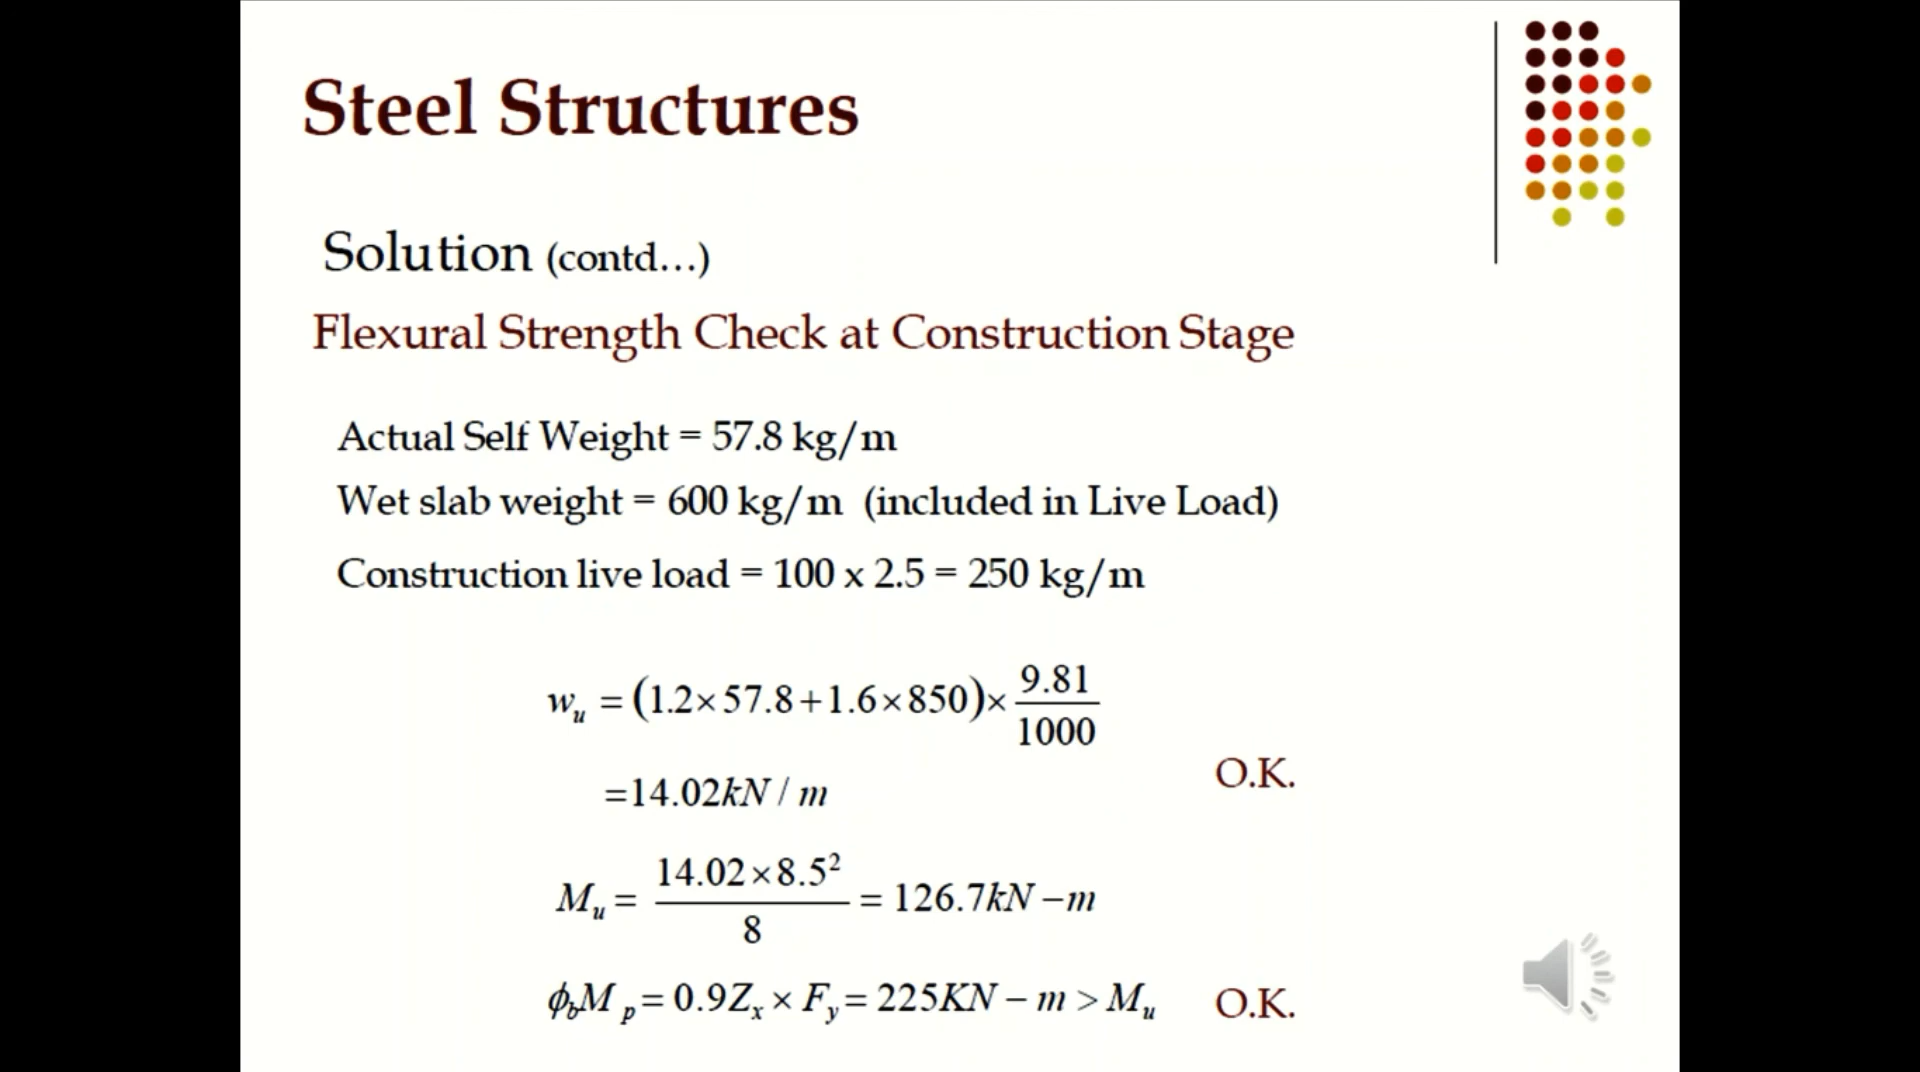 Steel Structures
Solution (contd...)
Flexural Strength Check at Construction Stage
Actual Self Weight = 57.8 kg/m
Wet slab weight = 600 kg/m (included in Live Load)
Construction live load = 100 x 2.5 = 250 kg/m
w_u = (1.2×57.8+1.6×850)× 9.81/1000
=14.02kN / m
O.K.
M_u = 14.02×8.5²/8 = 126.7kN–m
ϕ_bM_p = 0.9Z_x × F_y = 225KN – m > M_u O.K.